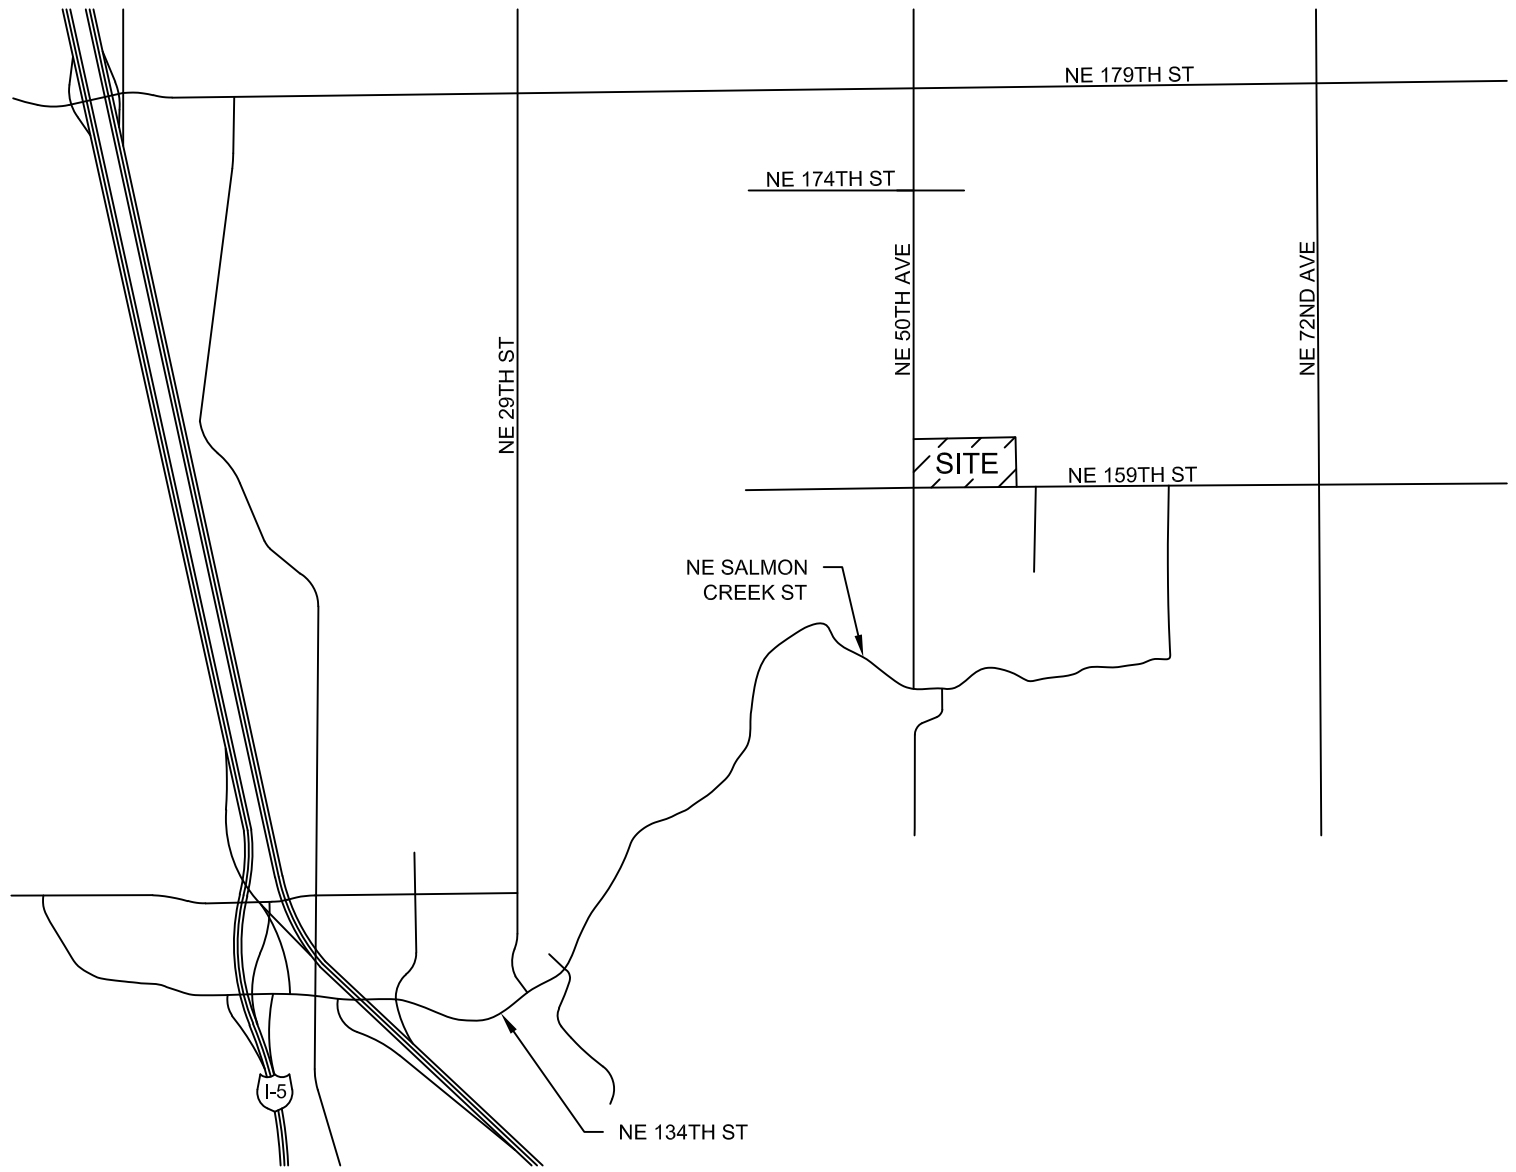 NE 179TH ST
NE 174TH ST
NE 50TH AVE
NE 72ND AVE
NE 29TH ST
SITE
NE 159TH ST
NE SALMON
CREEK ST
I-5
NE 134TH ST